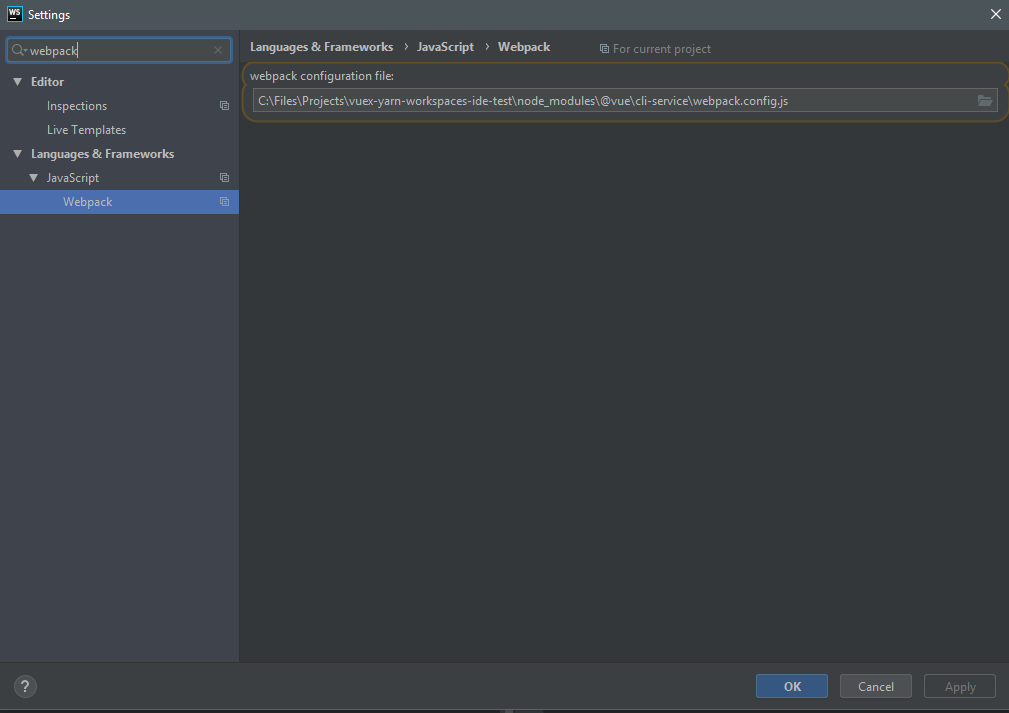 WS Settings
webpack
Editor
Inspections
Live Templates
Languages & Frameworks
JavaScript
Webpack
Languages & Frameworks › JavaScript › Webpack For current project
webpack configuration file:
C:\Files\Projects\vuex-yarn-workspaces-ide-test\node_modules\@vue\cli-service\webpack.config.js
?
OK Cancel Apply